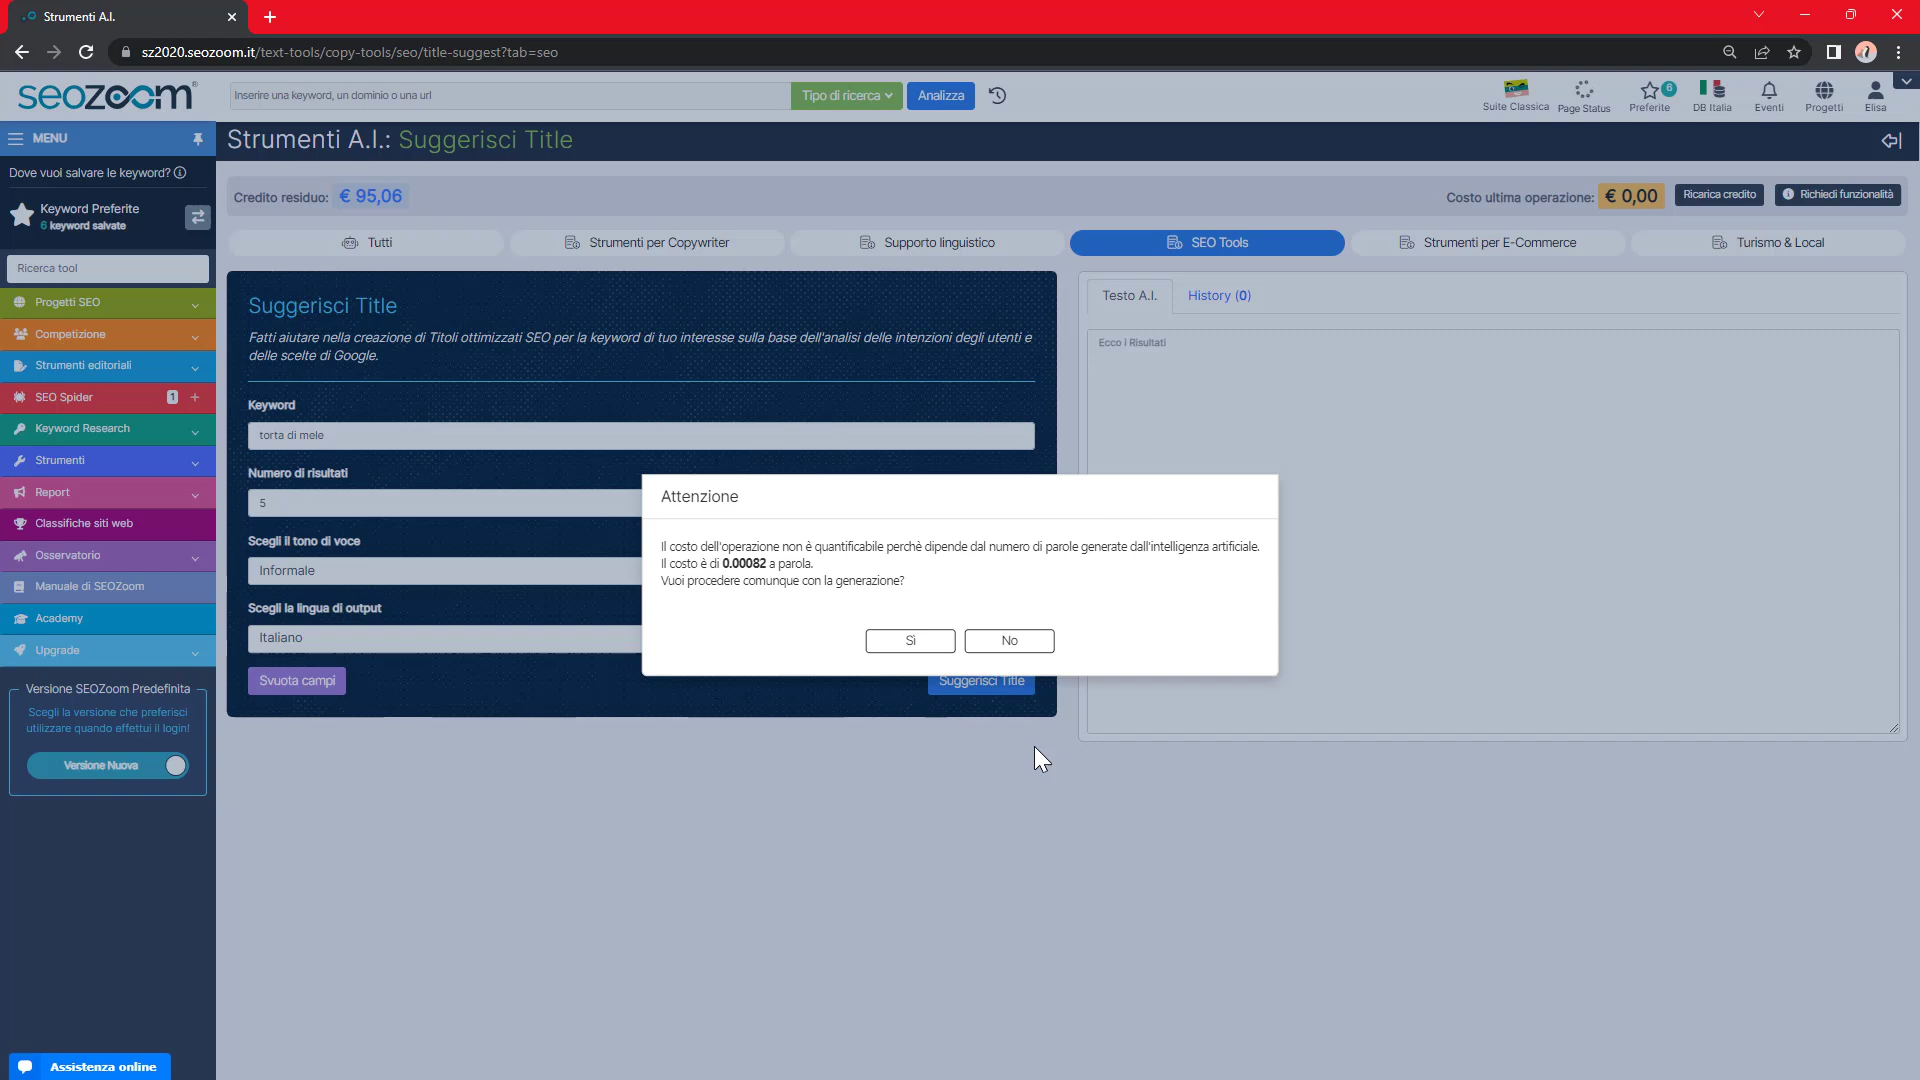 Strumenti A.I.
sz2020.seozoom.it/text-tools/copy-tools/seo/title-suggest?tab=seo
seozoom®
Inserire una keyword, un dominio o una url
Tipo di ricerca
Analizza
Suite Classica
Page Status
6
Preferite
DB Italia
Eventi
Progetti
Elisa
MENU
Strumenti A.I.: Suggerisci Title
Dove vuoi salvare le keyword?
Keyword Preferite
6 keyword salvate
Ricerca tool
Progetti SEO
Competizione
Strumenti editoriali
SEO Spider 1 +
Keyword Research
Strumenti
Report
Classifiche siti web
Osservatorio
Manuale di SEOZoom
Academy
Upgrade
Versione SEOZoom Predefinita
Scegli la versione che preferisci
utilizzare quando effettui il login!
Versione Nuova
Assistenza online
Credito residuo: € 95,06
Costo ultima operazione: € 0,00
Ricarica credito
Richiedi funzionalità
Tutti
Strumenti per Copywriter
Supporto linguistico
SEO Tools
Strumenti per E-Commerce
Turismo & Local
Suggerisci Title
Fatti aiutare nella creazione di Titoli ottimizzati SEO per la keyword di tuo interesse sulla base dell'analisi delle intenzioni degli utenti e
delle scelte di Google.
Keyword
torta di mele
Numero di risultati
5
Scegli il tono di voce
Informale
Scegli la lingua di output
Italiano
Svuota campi
Suggerisci Title
Testo A.I.
History (0)
Ecco i Risultati
Attenzione
Il costo dell'operazione non è quantificabile perchè dipende dal numero di parole generate dall'intelligenza artificiale.
Il costo è di 0.00082 a parola.
Vuoi procedere comunque con la generazione?
Sì
No